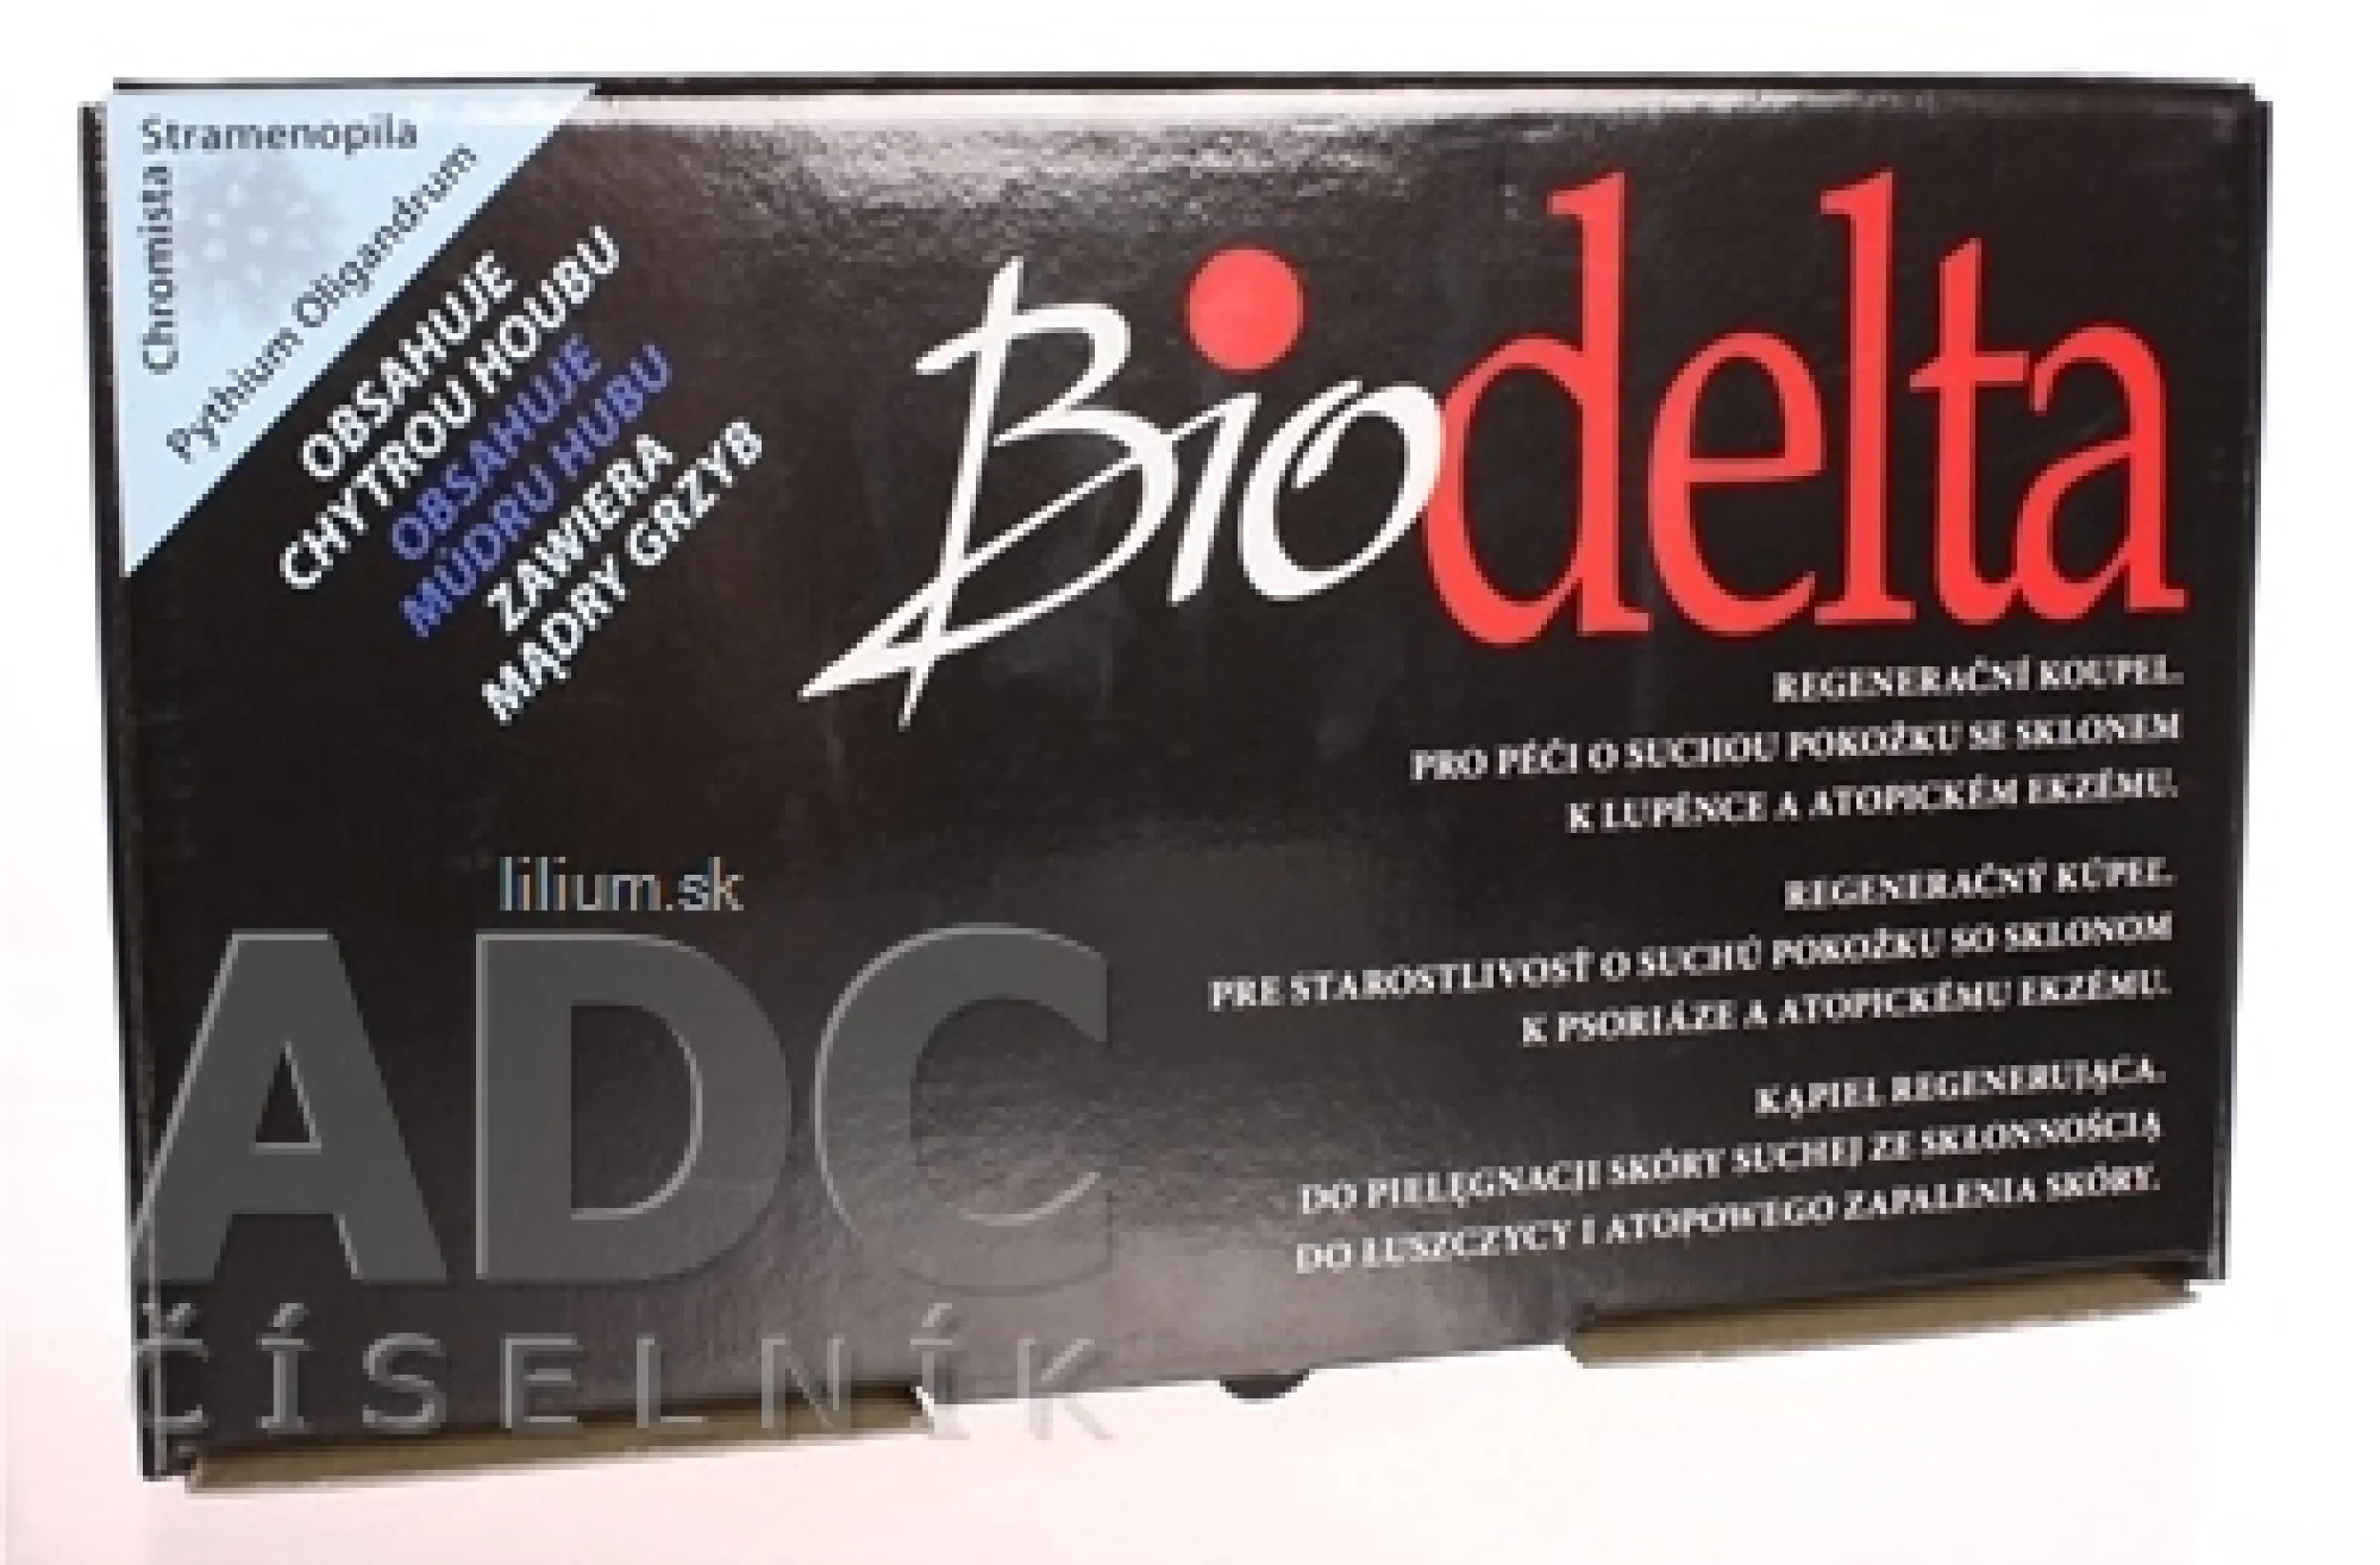 Stramenopila
Chromista
Pythium Oligandrum
OBSAHUJE
CHYTROU HOUBU
OBSAHUJE
MÚDRU HUBU
ZAWIERA
MĄDRY GRZYB
Biodelta
REGENERAČNÍ KOUPEL.
PRO PÉČI O SUCHOU POKOŽKU SE SKLONEM
K LUPÉNCE A ATOPICKÉM EKZÉMU.
REGENERAČNÝ KÚPEĽ.
PRE STAROSTLIVOSŤ O SUCHÚ POKOŽKU SO SKLONOM
K PSORIÁZE A ATOPICKÉMU EKZÉMU.
KĄPIEL REGENERUJĄCA.
DO PIELĘGNACJI SKÓRY SUCHEJ ZE SKŁONNOŚCIĄ
DO ŁUSZCZYCY I ATOPOWEGO ZAPALENIA SKÓRY.
lilium.sk
ADC
ČÍSELNÍK